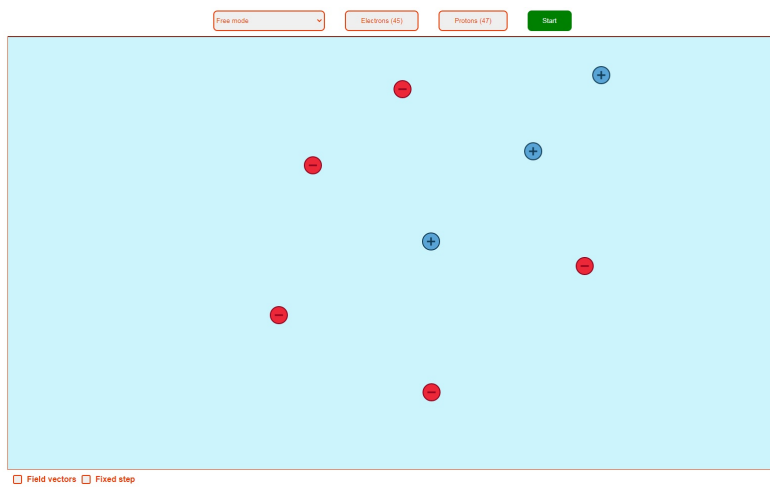 Free mode Electrons (45) Protons (47) Start
Field vectors Fixed step